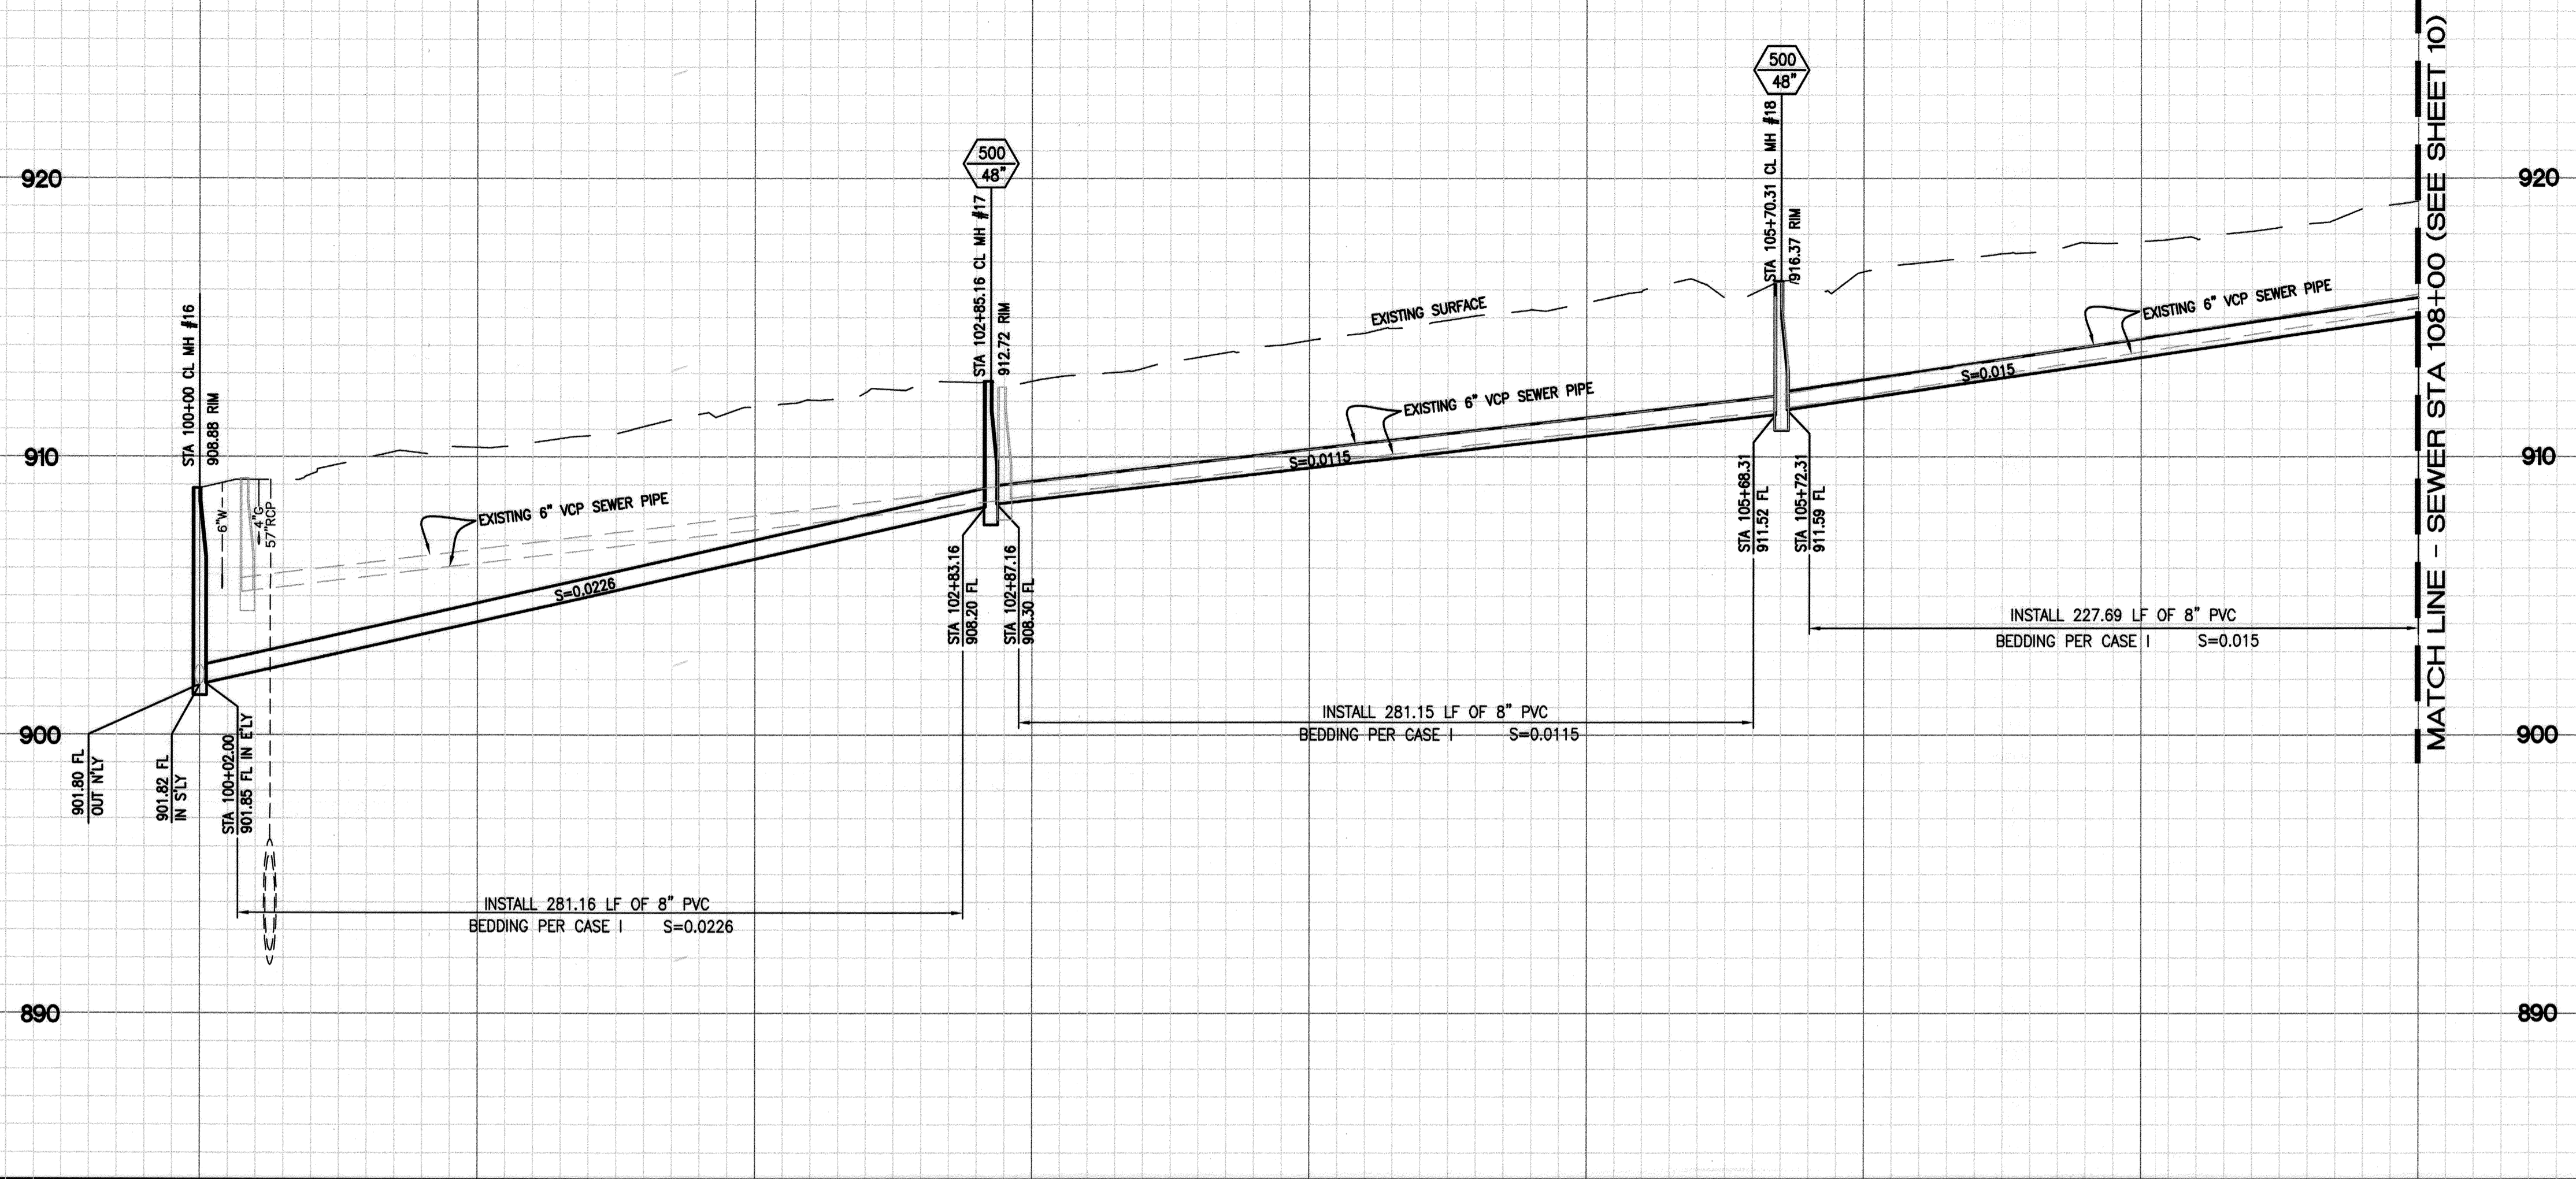 500
48"
500
48"
STA 105+70.31 CL MH #18
916.37 RIM
MATCH LINE - SEWER STA 108+00 (SEE SHEET 10)
920
920
STA 102+85.16 CL MH #17
912.72 RIM
STA 100+00 CL MH #16
908.88 RIM
EXISTING SURFACE
EXISTING 6" VCP SEWER PIPE
S=0.015
EXISTING 6" VCP SEWER PIPE
S=0.0115
910
910
6"W
4"G
57"RCP
EXISTING 6" VCP SEWER PIPE
S=0.0226
STA 102+83.16
908.20 FL
STA 102+87.16
908.30 FL
STA 105+68.31
911.52 FL
STA 105+72.31
911.59 FL
INSTALL 227.69 LF OF 8" PVC
BEDDING PER CASE I S=0.015
INSTALL 281.15 LF OF 8" PVC
BEDDING PER CASE I S=0.0115
900
900
901.80 FL
OUT N'LY
901.82 FL
IN S'LY
STA 100+02.00
901.85 FL IN E'LY
INSTALL 281.16 LF OF 8" PVC
BEDDING PER CASE I S=0.0226
890
890